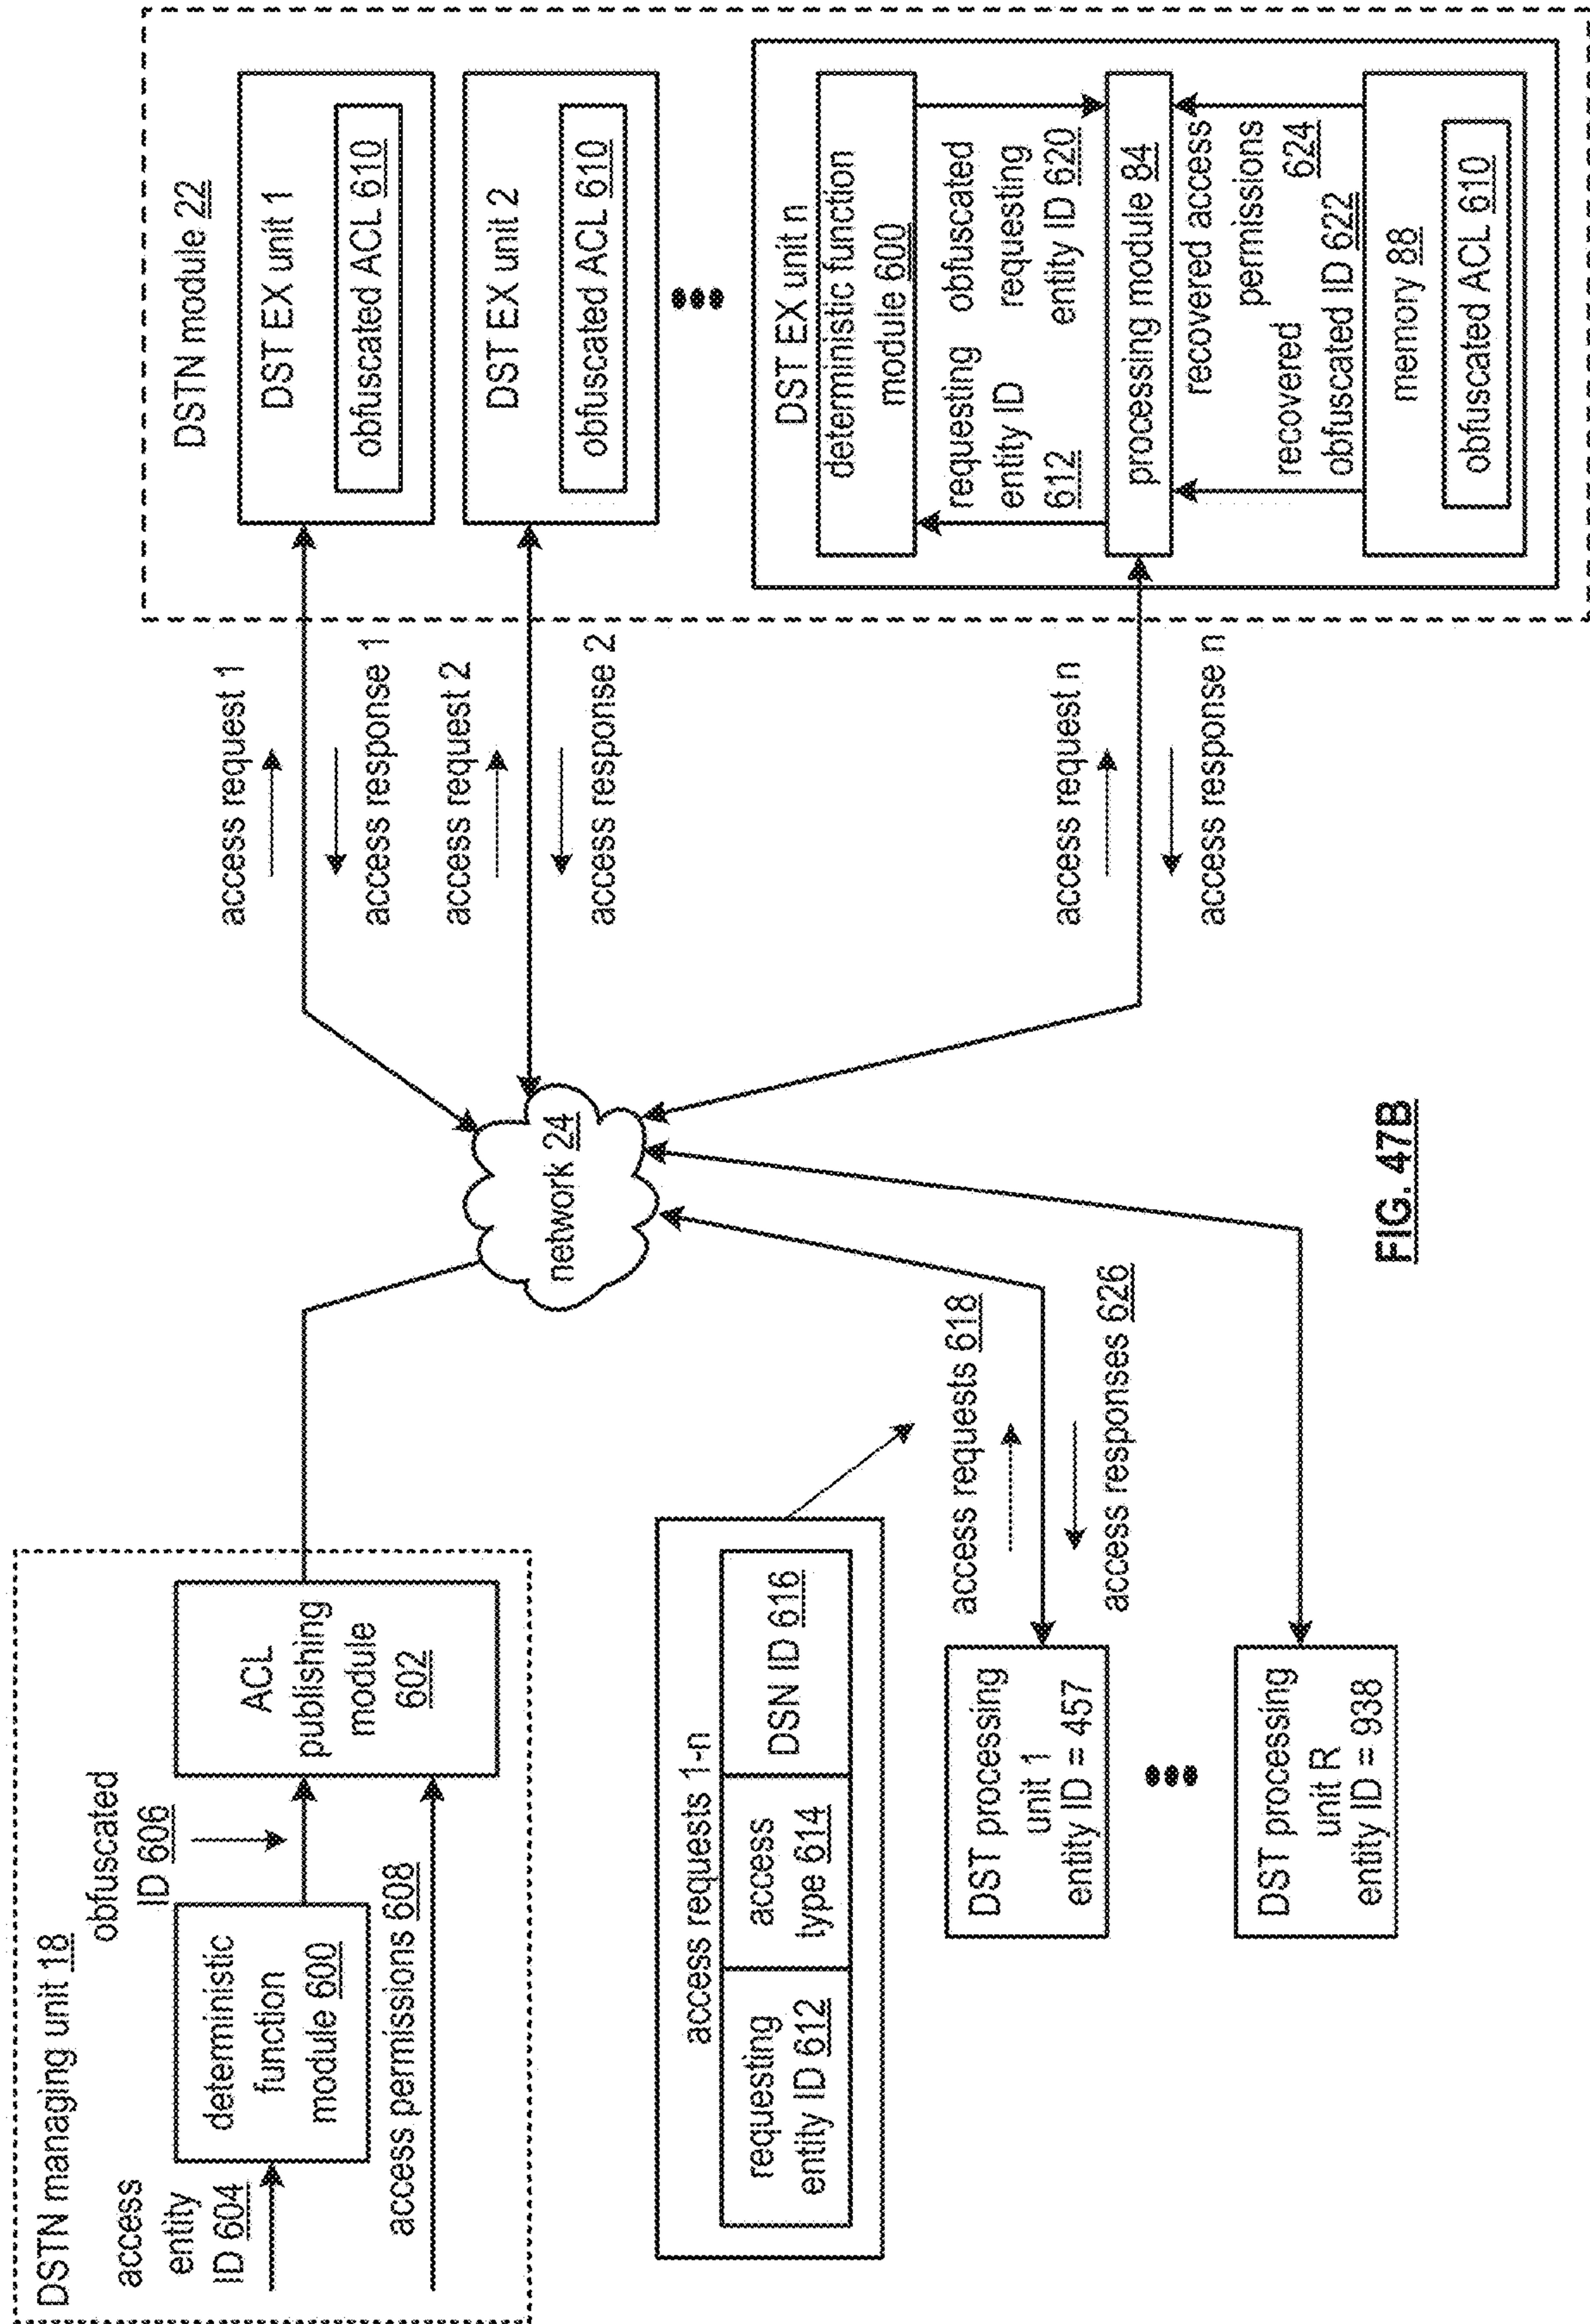 DSTN managing unit 18
access
entity
ID 604
deterministic
function
module 600
obfuscated
ID 606
access permissions 608
ACL
publishing
module
602
network 24
access requests 1-n
requesting
entity ID 612
access
type 614
DSN ID 616
access requests 618
access responses 626
DST processing
unit 1
entity ID = 457
DST processing
unit R
entity ID = 938
access request 1
access response 1
access request 2
access response 2
access request n
access response n
DSTN module 22
DST EX unit 1
obfuscated ACL 610
DST EX unit 2
obfuscated ACL 610
DST EX unit n
deterministic function
module 600
requesting
entity ID
612
obfuscated
requesting
entity ID 620
processing module 84
recovered access
permissions
624
recovered
obfuscated ID 622
memory 88
obfuscated ACL 610
FIG. 47B